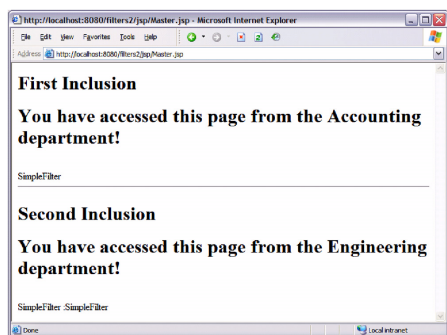 http://localhost:8080/filters2/jsp/Master.jsp - Microsoft Internet Explorer
File Edit View Favorites Tools Help
Address http://localhost:8080/filters2/jsp/Master.jsp
First Inclusion
You have accessed this page from the Accounting
department!
SimpleFilter
Second Inclusion
You have accessed this page from the Engineering
department!
SimpleFilter :SimpleFilter
Done Local intranet